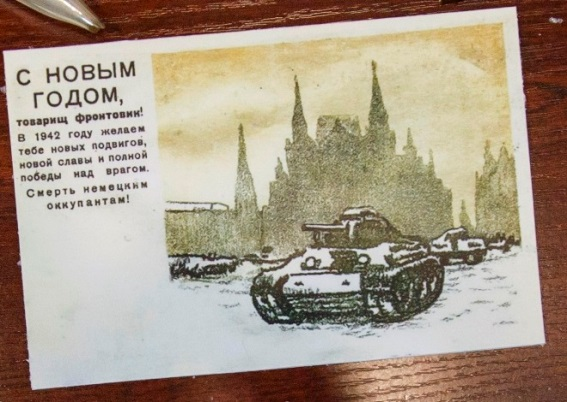 С НОВЫМ
ГОДОМ,
товарищ фронтовик!
В 1942 году желаем
тебе новых подвигов,
новой славы и полной
победы над врагом.
Смерть немецким
оккупантам!